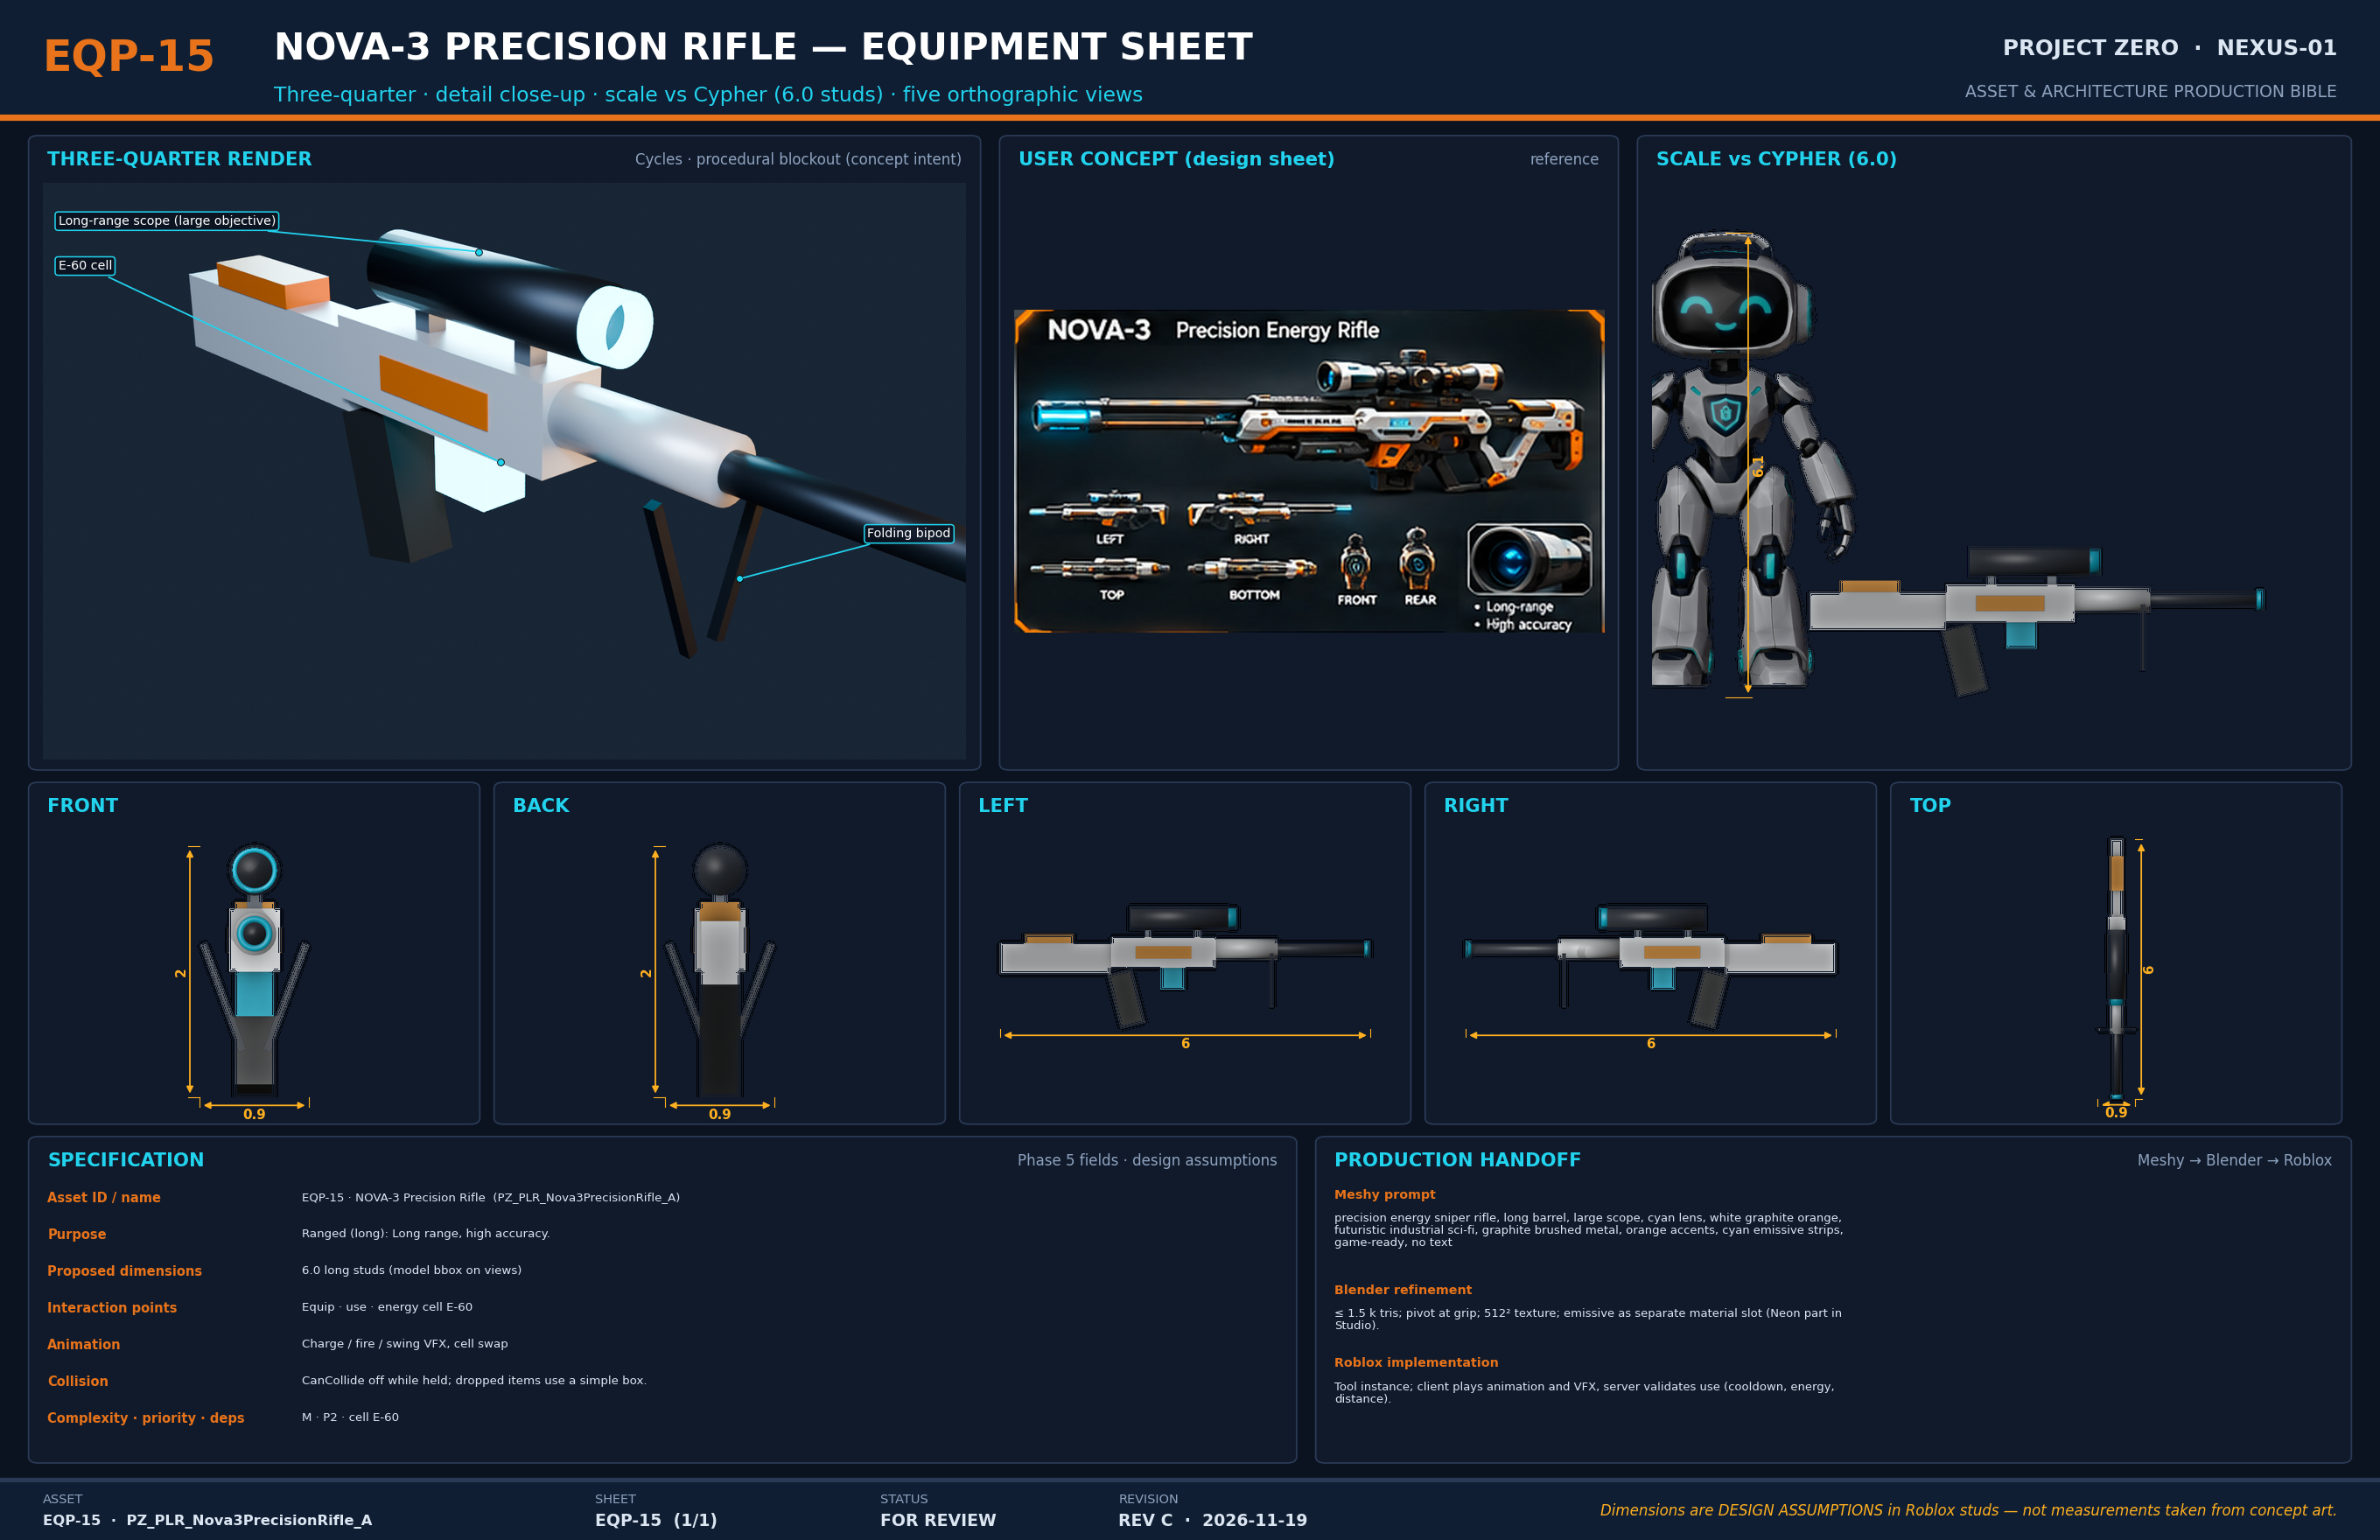 EQP-15
NOVA-3 PRECISION RIFLE — EQUIPMENT SHEET
Three-quarter · detail close-up · scale vs Cypher (6.0 studs) · five orthographic views
PROJECT ZERO · NEXUS-01
ASSET & ARCHITECTURE PRODUCTION BIBLE
THREE-QUARTER RENDER
Cycles · procedural blockout (concept intent)
Long-range scope (large objective)
E-60 cell
Folding bipod
USER CONCEPT (design sheet)
reference
NOVA-3 Precision Energy Rifle
LEFT
RIGHT
TOP
BOTTOM
FRONT
REAR
• Long-range
• High accuracy
SCALE vs CYPHER (6.0)
6.1
FRONT
2
0.9
BACK
2
0.9
LEFT
6
RIGHT
6
TOP
6
0.9
SPECIFICATION
Phase 5 fields · design assumptions
Asset ID / name
EQP-15 · NOVA-3 Precision Rifle (PZ_PLR_Nova3PrecisionRifle_A)
Purpose
Ranged (long): Long range, high accuracy.
Proposed dimensions
6.0 long studs (model bbox on views)
Interaction points
Equip · use · energy cell E-60
Animation
Charge / fire / swing VFX, cell swap
Collision
CanCollide off while held; dropped items use a simple box.
Complexity · priority · deps
M · P2 · cell E-60
PRODUCTION HANDOFF
Meshy → Blender → Roblox
Meshy prompt
precision energy sniper rifle, long barrel, large scope, cyan lens, white graphite orange,
futuristic industrial sci-fi, graphite brushed metal, orange accents, cyan emissive strips,
game-ready, no text
Blender refinement
≤ 1.5 k tris; pivot at grip; 512² texture; emissive as separate material slot (Neon part in
Studio).
Roblox implementation
Tool instance; client plays animation and VFX, server validates use (cooldown, energy,
distance).
ASSET
EQP-15 · PZ_PLR_Nova3PrecisionRifle_A
SHEET
EQP-15 (1/1)
STATUS
FOR REVIEW
REVISION
REV C · 2026-11-19
Dimensions are DESIGN ASSUMPTIONS in Roblox studs — not measurements taken from concept art.